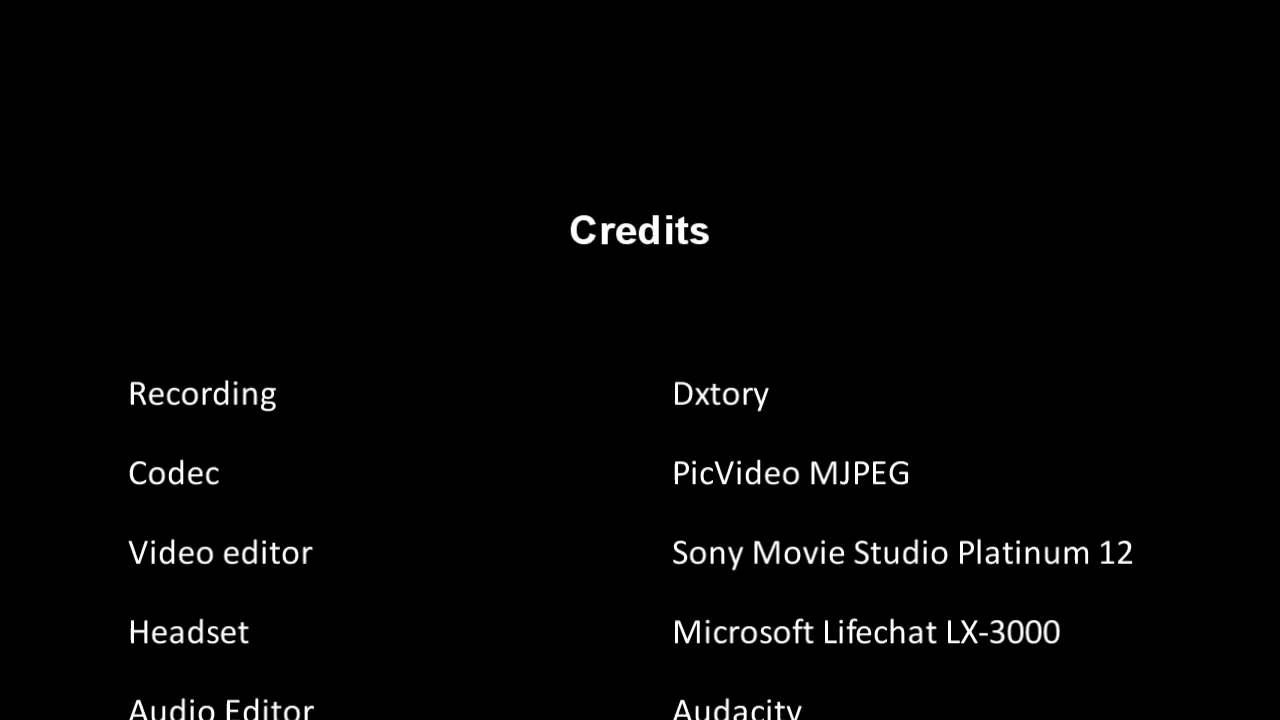 Credits
Recording Dxtory
Codec PicVideo MJPEG
Video editor Sony Movie Studio Platinum 12
Headset Microsoft Lifechat LX-3000
Audio Editor Audacity